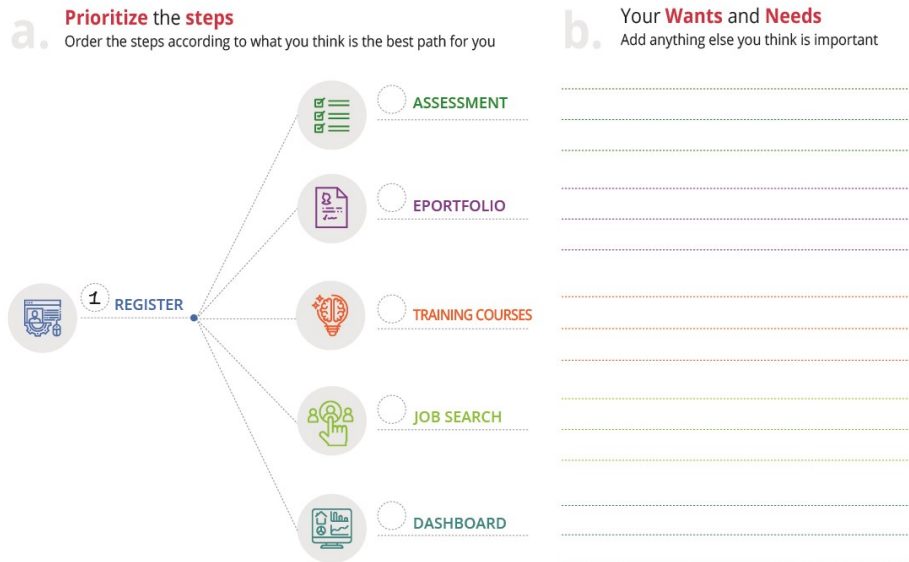 a.
Prioritize the steps
Order the steps according to what you think is the best path for you
b.
Your Wants and Needs
Add anything else you think is important
ASSESSMENT
EPORTFOLIO
1 REGISTER
TRAINING COURSES
JOB SEARCH
DASHBOARD